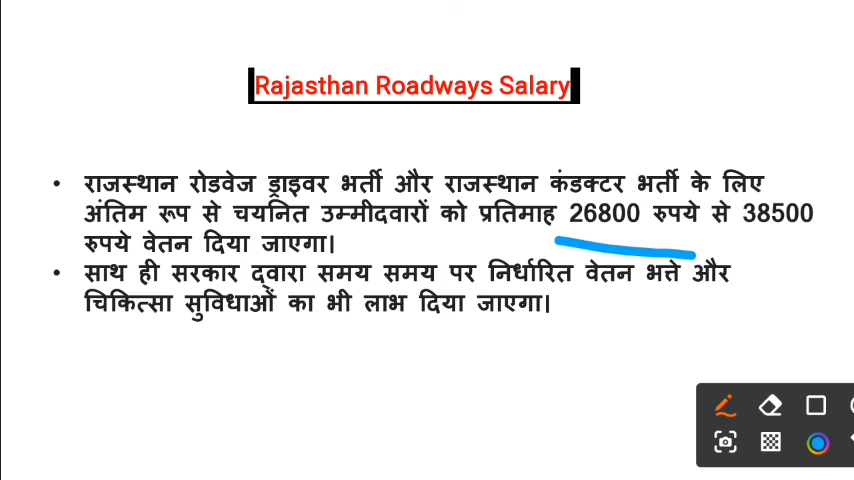 Rajasthan Roadways Salary
• राजस्थान रोडवेज ड्राइवर भर्ती और राजस्थान कंडक्टर भर्ती के लिए
अंतिम रूप से चयनित उम्मीदवारों को प्रतिमाह 26800 रुपये से 38500
रुपये वेतन दिया जाएगा।
• साथ ही सरकार द्वारा समय समय पर निर्धारित वेतन भत्ते और
चिकित्सा सुविधाओं का भी लाभ दिया जाएगा।